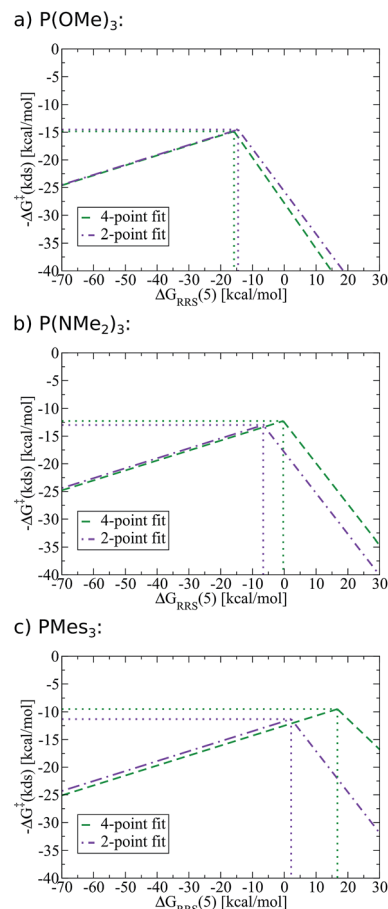 a) P(OMe)₃:
0
-5
-10
-15
-20
-25
-30
-35
-40
-ΔG‡(kds) [kcal/mol]
4-point fit
2-point fit
-70 -60 -50 -40 -30 -20 -10 0 10 20 30
ΔG_RRS(5) [kcal/mol]
b) P(NMe₂)₃:
0
-5
-10
-15
-20
-25
-30
-35
-40
-ΔG‡(kds) [kcal/mol]
4-point fit
2-point fit
-70 -60 -50 -40 -30 -20 -10 0 10 20 30
ΔG_RRS(5) [kcal/mol]
c) PMes₃:
0
-5
-10
-15
-20
-25
-30
-35
-40
-ΔG‡(kds) [kcal/mol]
4-point fit
2-point fit
-70 -60 -50 -40 -30 -20 -10 0 10 20 30
ΔG_RRS(5) [kcal/mol]